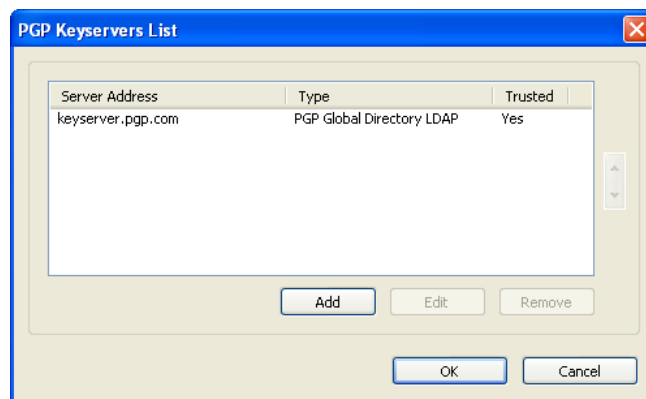 PGP Keyservers List
Server Address Type Trusted
keyserver.pgp.com PGP Global Directory LDAP Yes
Add Edit Remove
OK Cancel